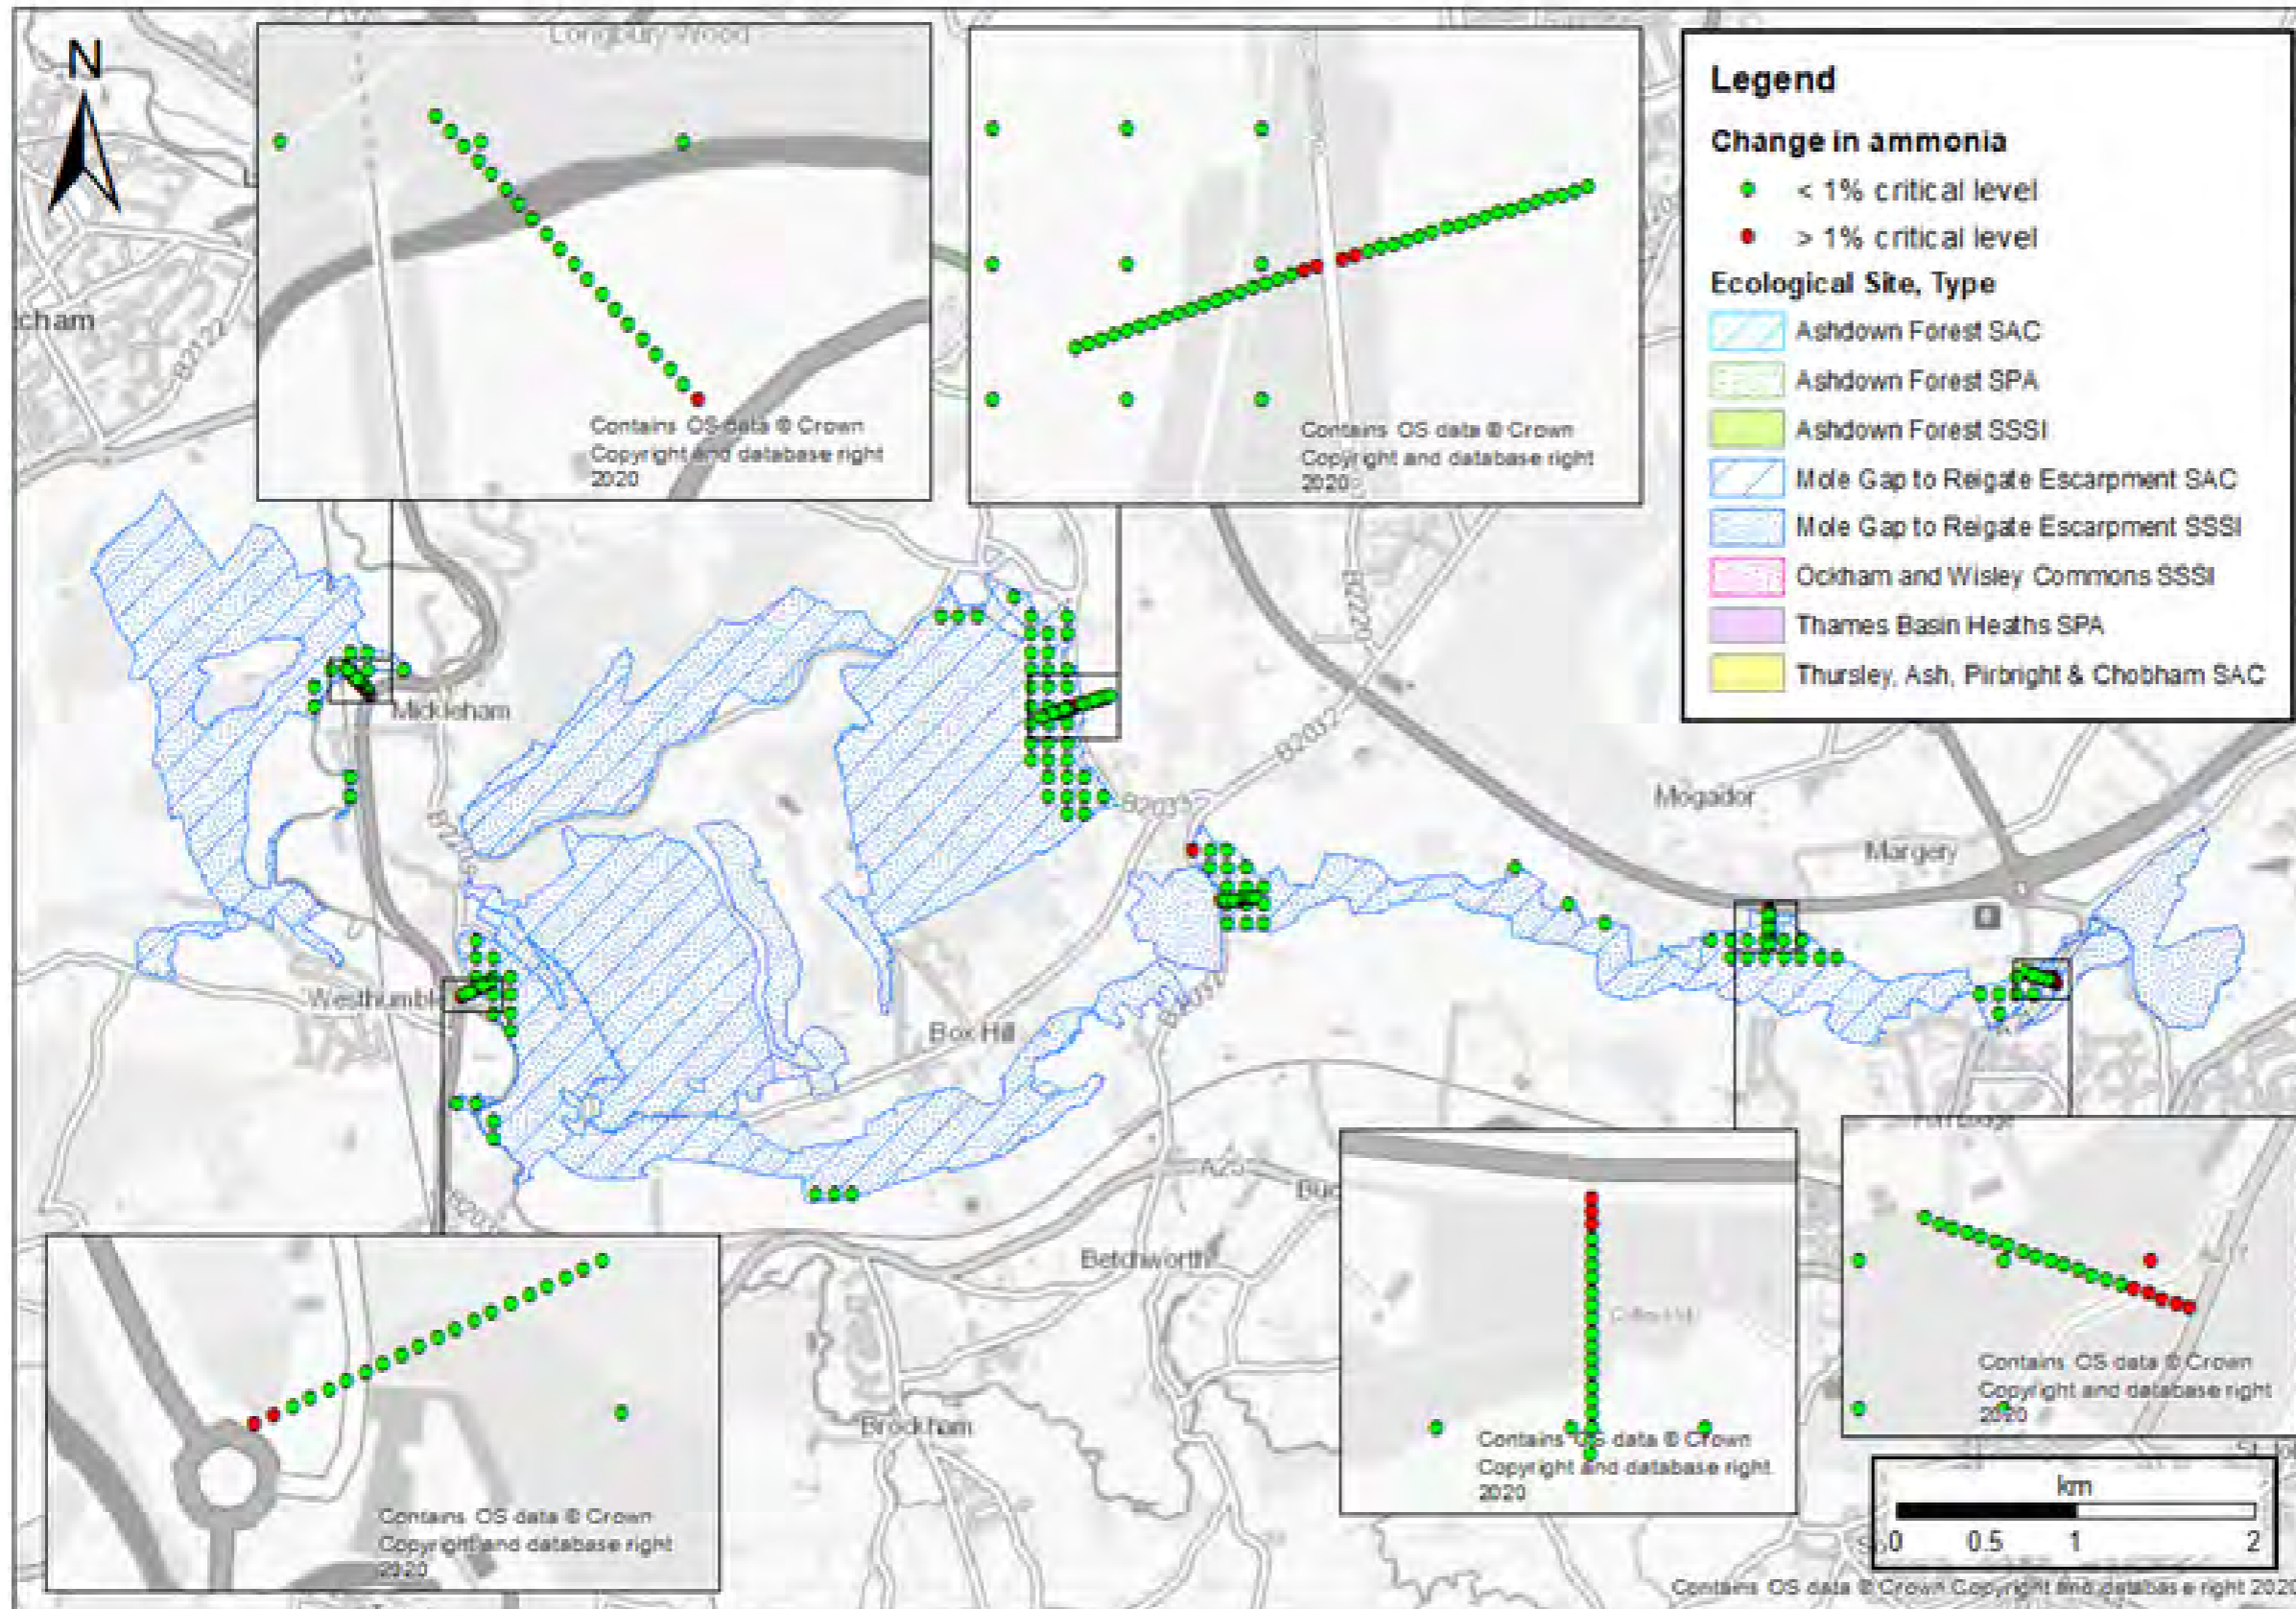 N
Longbury Wood
Contains OS data © Crown
Copyright and database right
2020
Contains OS data © Crown
Copyright and database right
2020
Legend
Change in ammonia
< 1% critical level
> 1% critical level
Ecological Site, Type
Ashdown Forest SAC
Ashdown Forest SPA
Ashdown Forest SSSI
Mole Gap to Reigate Escarpment SAC
Mole Gap to Reigate Escarpment SSSI
Ockham and Wisley Commons SSSI
Thames Basin Heaths SPA
Thursley, Ash, Pirbright & Chobham SAC
cham
B2122
B2220
Mickleham
B2032
B2033
Mogador
Margery
B2209
Westhumble
Box Hill
B2032
A25
Betchworth
Brockham
Contains OS data © Crown
Copyright and database right
2020
Contains OS data © Crown
Copyright and database right
2020
Contains OS data © Crown
Copyright and database right
2020
km
0 0.5 1 2
Contains OS data © Crown Copyright and database right 2020